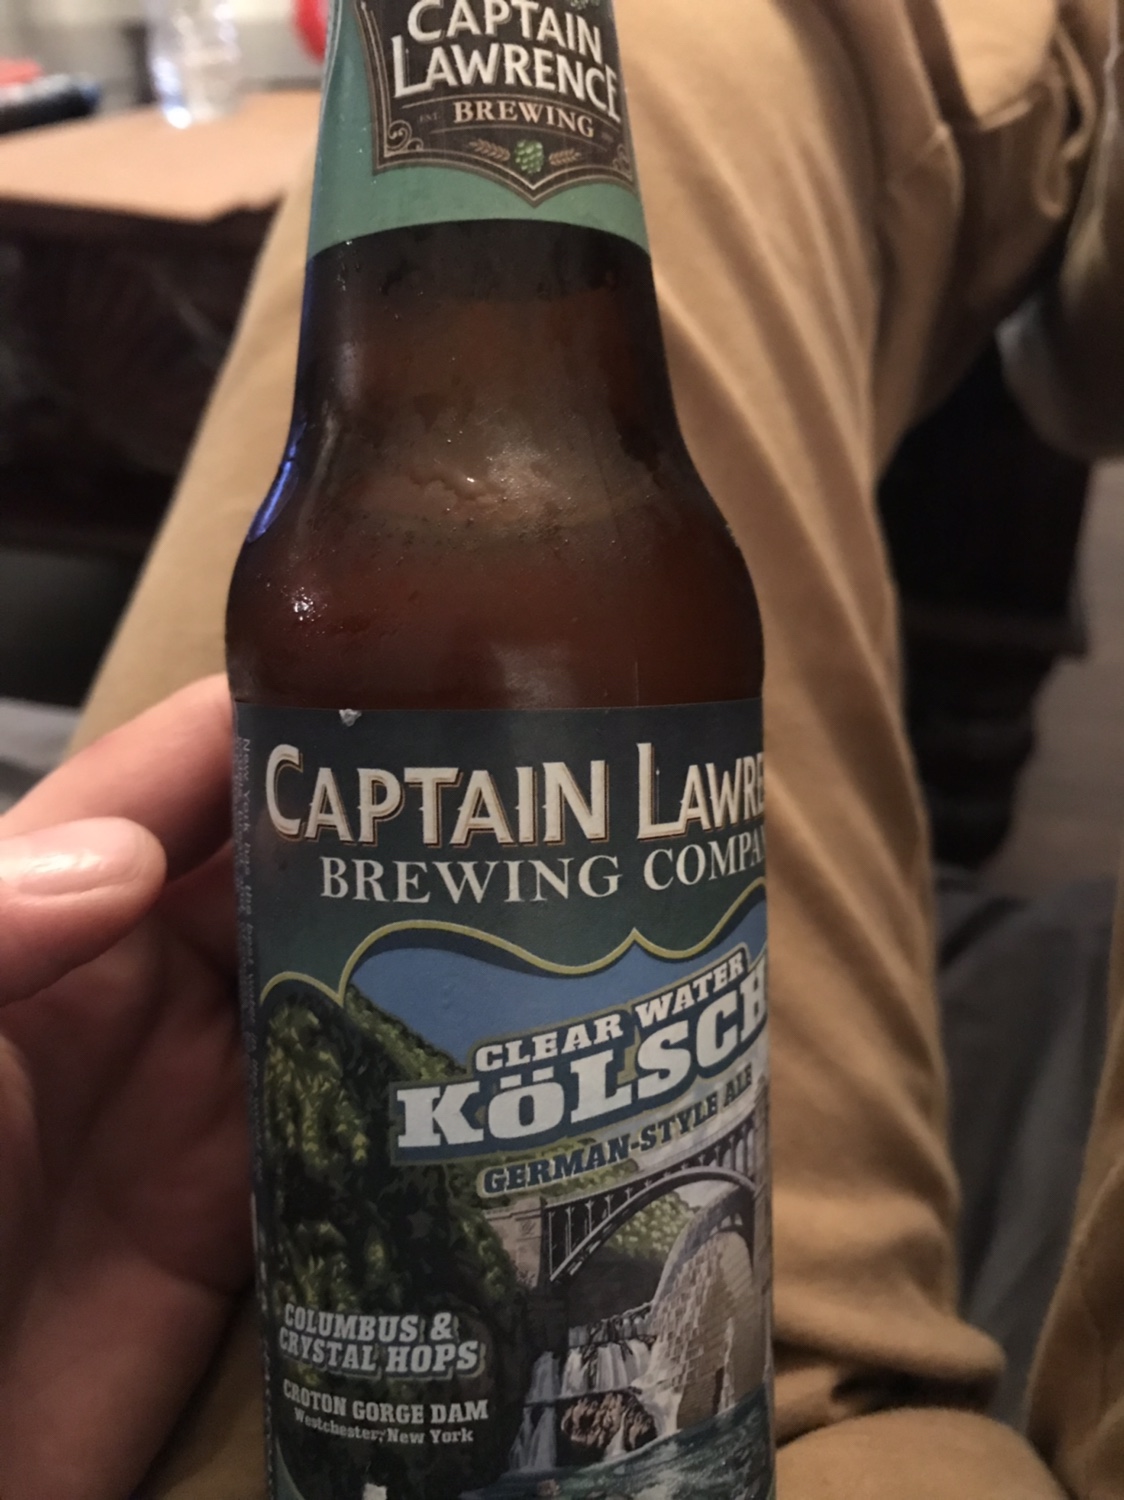 CAPTAIN
LAWRENCE
BREWING
CAPTAIN LAWRE
BREWING COMPA
CLEAR WATER
KÖLSCH
GERMAN-STYLE ALE
COLUMBUS &
CRYSTAL HOPS
CROTON GORGE DAM
Westchester, New York